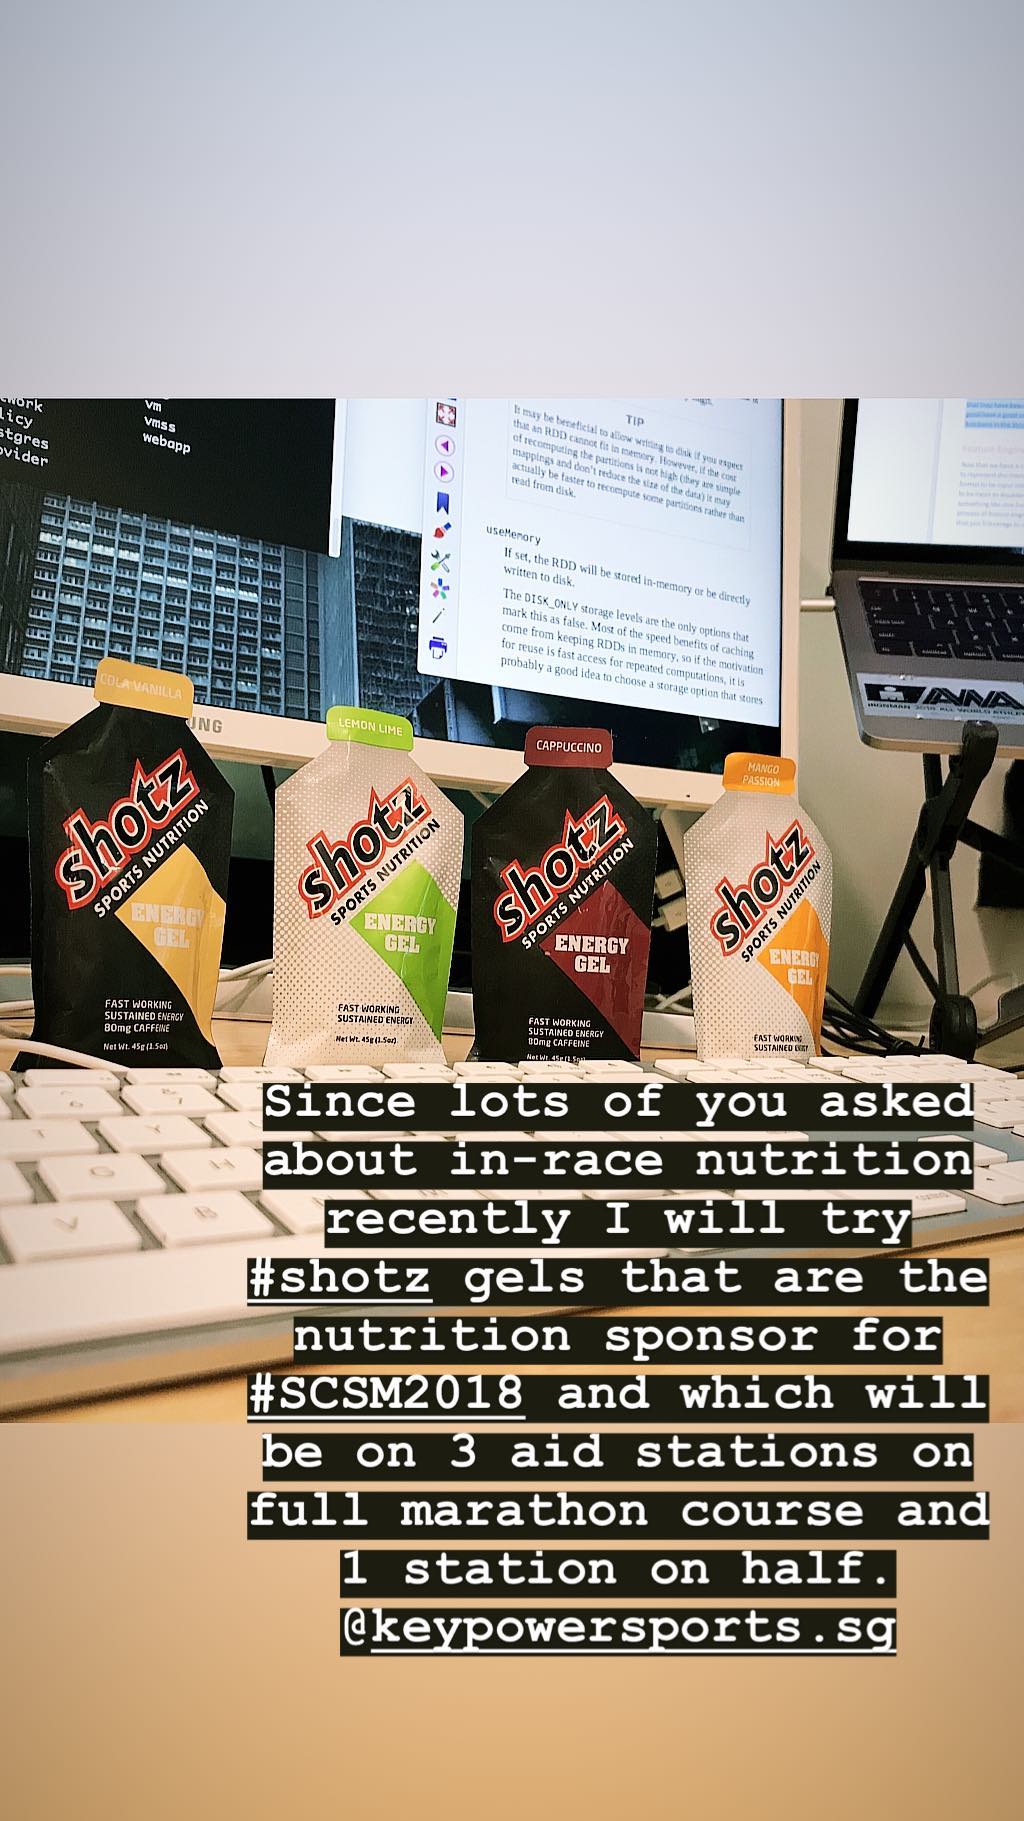 work
licy
stgres
ovider
vm
vmss
webapp
TIP
It may be beneficial to allow writing to disk if you expect
that an RDD cannot fit in memory. However, if the cost
of recomputing the partitions is not high (they are simple
mappings and don't reduce the size of the data) it may
actually be faster to recompute some partitions rather than
read from disk.
useMemory
If set, the RDD will be stored in-memory or be directly
written to disk.
The DISK_ONLY storage levels are the only options that
mark this as false. Most of the speed benefits of caching
come from keeping RDDs in memory, so if the motivation
for reuse is fast access for repeated computations, it is
probably a good idea to choose a storage option that stores
Feature Engin
UNG
ANA
IRONMAN
COLA VANILLA
shotz
SPORTS NUTRITION
ENERGY
GEL
FAST WORKING
SUSTAINED ENERGY
80mg CAFFEINE
Net Wt. 45g (1.5oz)
LEMON LIME
shotz
SPORTS NUTRITION
ENERGY
GEL
FAST WORKING
SUSTAINED ENERGY
Net Wt. 45g (1.5oz)
CAPPUCCINO
shotz
SPORTS NUTRITION
ENERGY
GEL
FAST WORKING
SUSTAINED ENERGY
80mg CAFFEINE
Net Wt. 45g (1.5oz)
MANGO
PASSION
shotz
SPORTS NUTRITION
ENERGY
GEL
FAST WORKING
SUSTAINED ENERGY
T Y
G H
V B N M
Since lots of you asked
about in-race nutrition
recently I will try
#shotz gels that are the
nutrition sponsor for
#SCSM2018 and which will
be on 3 aid stations on
full marathon course and
1 station on half.
@keypowersports.sg